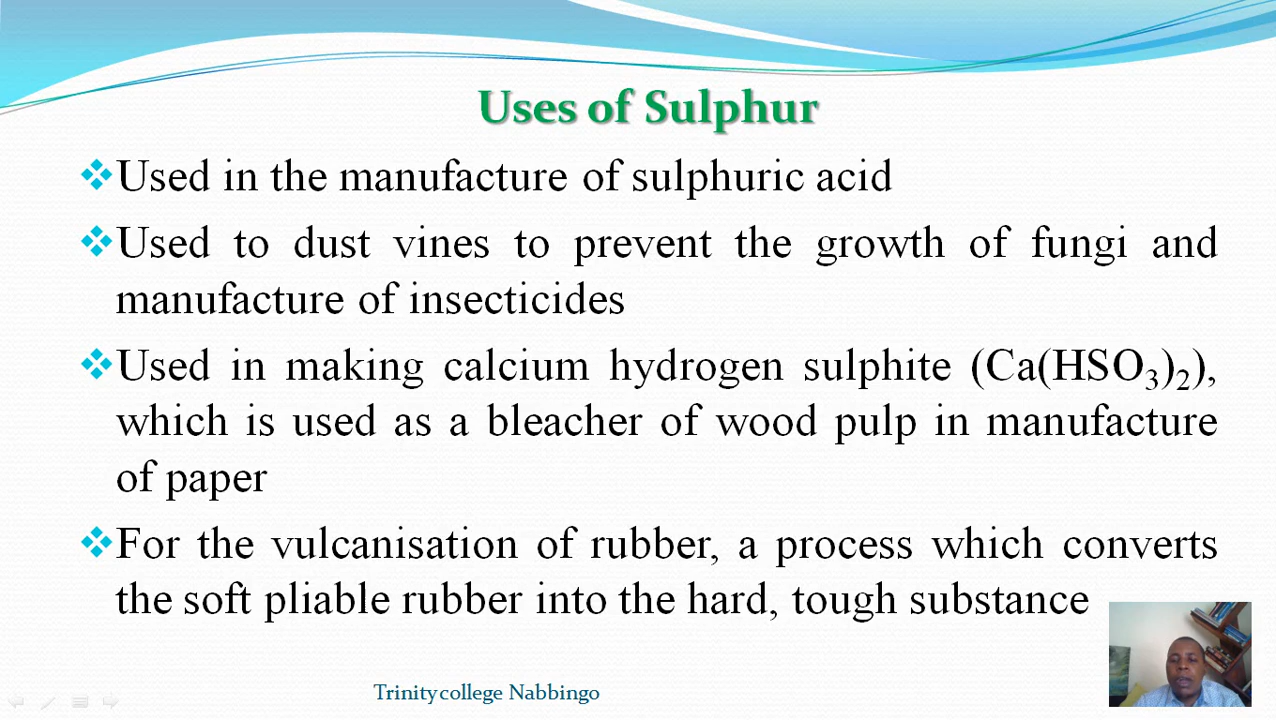 Uses of Sulphur
❖Used in the manufacture of sulphuric acid
❖Used to dust vines to prevent the growth of fungi and
manufacture of insecticides
❖Used in making calcium hydrogen sulphite (Ca(HSO₃)₂),
which is used as a bleacher of wood pulp in manufacture
of paper
❖For the vulcanisation of rubber, a process which converts
the soft pliable rubber into the hard, tough substance
Trinity college Nabbingo